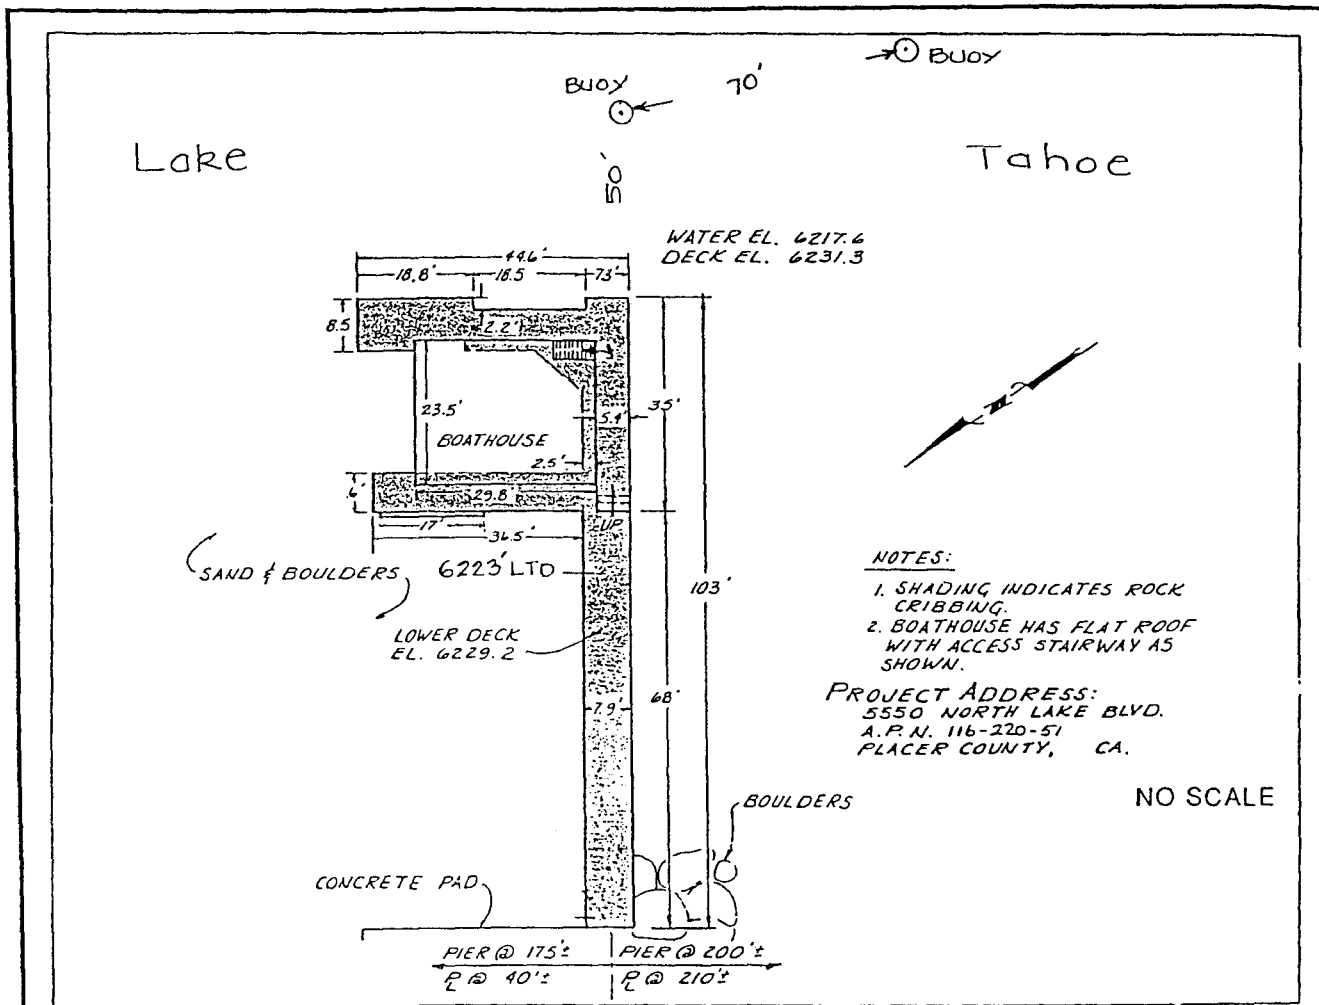 BUOY
BUOY
70'
Lake
Tahoe
50'
WATER EL. 6217.6
DECK EL. 6231.3
44.6'
18.8'
18.5
7.3'
8.5
2.2'
23.5'
5.4'
35'
BOATHOUSE
2.5'
6'
29.8'
17'
UP
36.5'
SAND & BOULDERS
6223' LTD
103'
LOWER DECK
EL. 6229.2
NOTES:
1. SHADING INDICATES ROCK
CRIBBING.
2. BOATHOUSE HAS FLAT ROOF
WITH ACCESS STAIRWAY AS
SHOWN.
68'
7.9'
PROJECT ADDRESS:
5550 NORTH LAKE BLVD.
A.P.N. 116-220-51
PLACER COUNTY, CA.
NO SCALE
BOULDERS
CONCRETE PAD
PIER @ 175'±
PIER @ 200'±
PL @ 40'±
PL @ 210'±